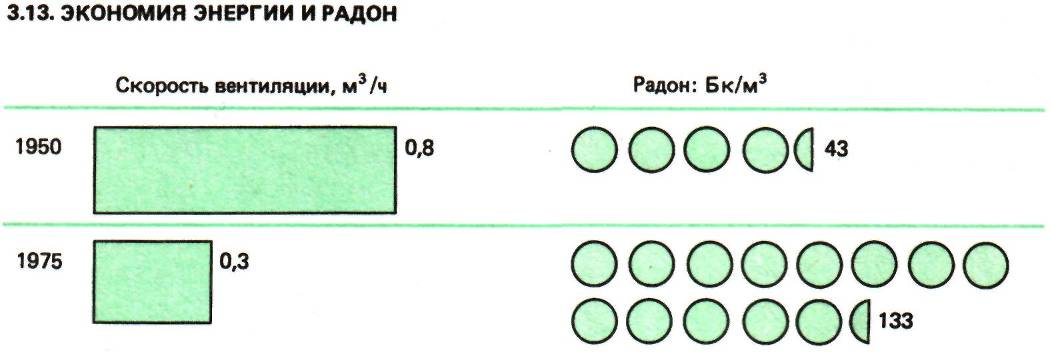 3.13. ЭКОНОМИЯ ЭНЕРГИИ И РАДОН
Скорость вентиляции, м³/ч Радон: Бк/м³
1950 0,8 43
1975 0,3
133